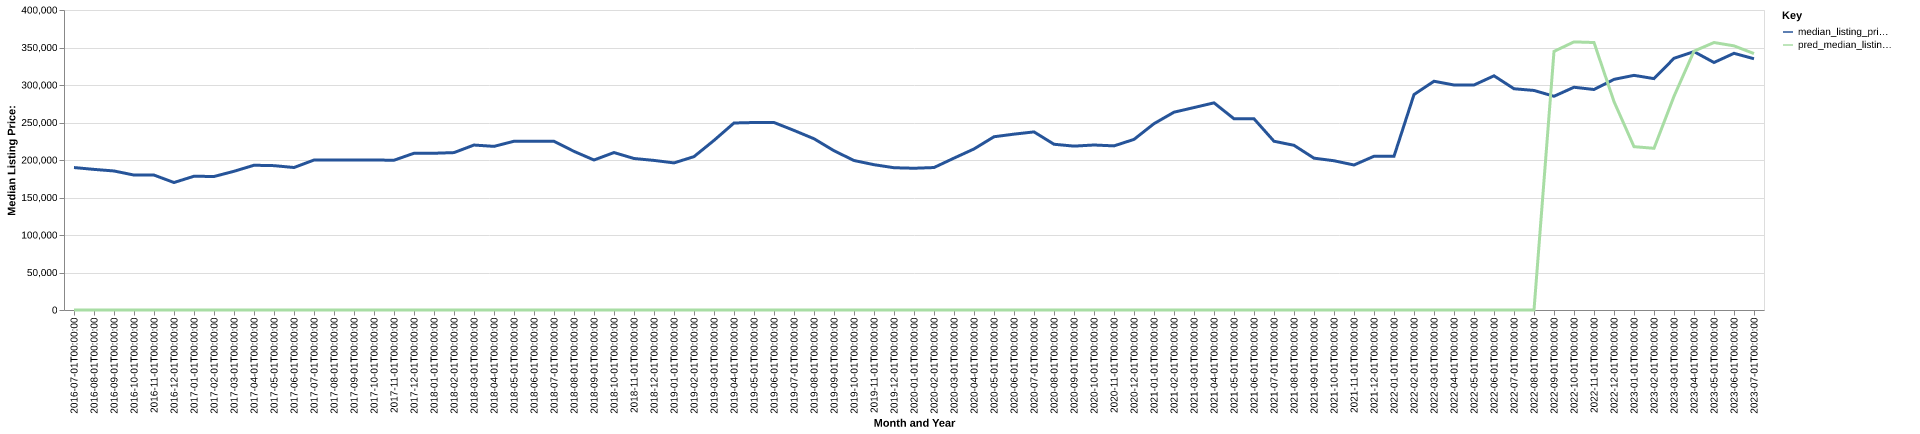 400,000
350,000
300,000
250,000
200,000
150,000
100,000
50,000
0
Median Listing Price:
2016-07-01T00:00:00
2016-08-01T00:00:00
2016-09-01T00:00:00
2016-10-01T00:00:00
2016-11-01T00:00:00
2016-12-01T00:00:00
2017-01-01T00:00:00
2017-02-01T00:00:00
2017-03-01T00:00:00
2017-04-01T00:00:00
2017-05-01T00:00:00
2017-06-01T00:00:00
2017-07-01T00:00:00
2017-08-01T00:00:00
2017-09-01T00:00:00
2017-10-01T00:00:00
2017-11-01T00:00:00
2017-12-01T00:00:00
2018-01-01T00:00:00
2018-02-01T00:00:00
2018-03-01T00:00:00
2018-04-01T00:00:00
2018-05-01T00:00:00
2018-06-01T00:00:00
2018-07-01T00:00:00
2018-08-01T00:00:00
2018-09-01T00:00:00
2018-10-01T00:00:00
2018-11-01T00:00:00
2018-12-01T00:00:00
2019-01-01T00:00:00
2019-02-01T00:00:00
2019-03-01T00:00:00
2019-04-01T00:00:00
2019-05-01T00:00:00
2019-06-01T00:00:00
2019-07-01T00:00:00
2019-08-01T00:00:00
2019-09-01T00:00:00
2019-10-01T00:00:00
2019-11-01T00:00:00
2019-12-01T00:00:00
2020-01-01T00:00:00
2020-02-01T00:00:00
2020-03-01T00:00:00
2020-04-01T00:00:00
2020-05-01T00:00:00
2020-06-01T00:00:00
2020-07-01T00:00:00
2020-08-01T00:00:00
2020-09-01T00:00:00
2020-10-01T00:00:00
2020-11-01T00:00:00
2020-12-01T00:00:00
2021-01-01T00:00:00
2021-02-01T00:00:00
2021-03-01T00:00:00
2021-04-01T00:00:00
2021-05-01T00:00:00
2021-06-01T00:00:00
2021-07-01T00:00:00
2021-08-01T00:00:00
2021-09-01T00:00:00
2021-10-01T00:00:00
2021-11-01T00:00:00
2021-12-01T00:00:00
2022-01-01T00:00:00
2022-02-01T00:00:00
2022-03-01T00:00:00
2022-04-01T00:00:00
2022-05-01T00:00:00
2022-06-01T00:00:00
2022-07-01T00:00:00
2022-08-01T00:00:00
2022-09-01T00:00:00
2022-10-01T00:00:00
2022-11-01T00:00:00
2022-12-01T00:00:00
2023-01-01T00:00:00
2023-02-01T00:00:00
2023-03-01T00:00:00
2023-04-01T00:00:00
2023-05-01T00:00:00
2023-06-01T00:00:00
2023-07-01T00:00:00
Month and Year
Key
median_listing_pri…
pred_median_listin…